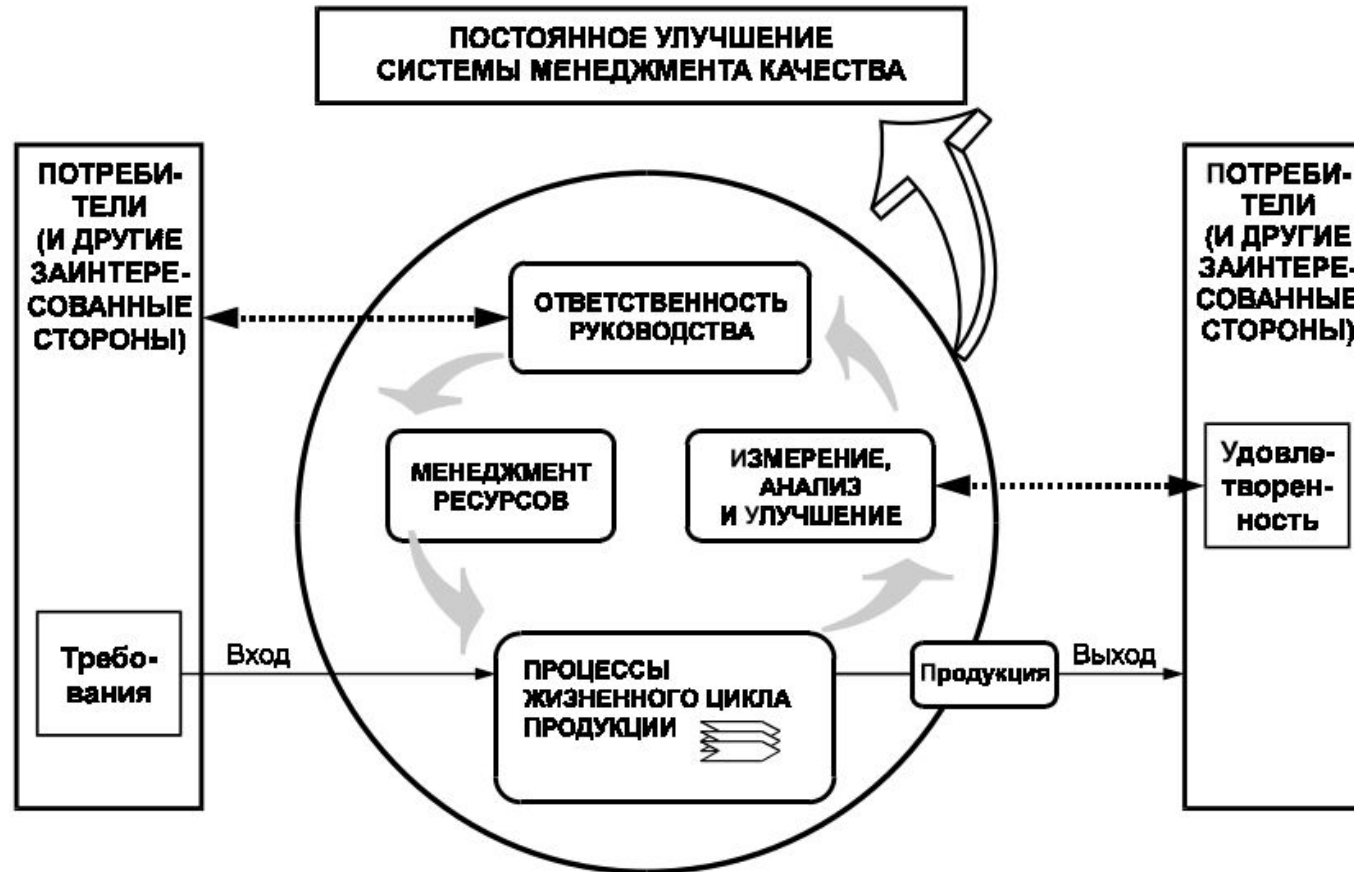 ПОСТОЯННОЕ УЛУЧШЕНИЕ
СИСТЕМЫ МЕНЕДЖМЕНТА КАЧЕСТВА
ПОТРЕБИ-
ТЕЛИ
(И ДРУГИЕ
ЗАИНТЕРЕ-
СОВАННЫЕ
СТОРОНЫ)
Требо-
вания
Вход
ОТВЕТСТВЕННОСТЬ
РУКОВОДСТВА
МЕНЕДЖМЕНТ
РЕСУРСОВ
ИЗМЕРЕНИЕ,
АНАЛИЗ
И УЛУЧШЕНИЕ
ПРОЦЕССЫ
ЖИЗНЕННОГО ЦИКЛА
ПРОДУКЦИИ
Продукция
Выход
ПОТРЕБИ-
ТЕЛИ
(И ДРУГИЕ
ЗАИНТЕРЕ-
СОВАННЫЕ
СТОРОНЫ)
Удовле-
творен-
ность